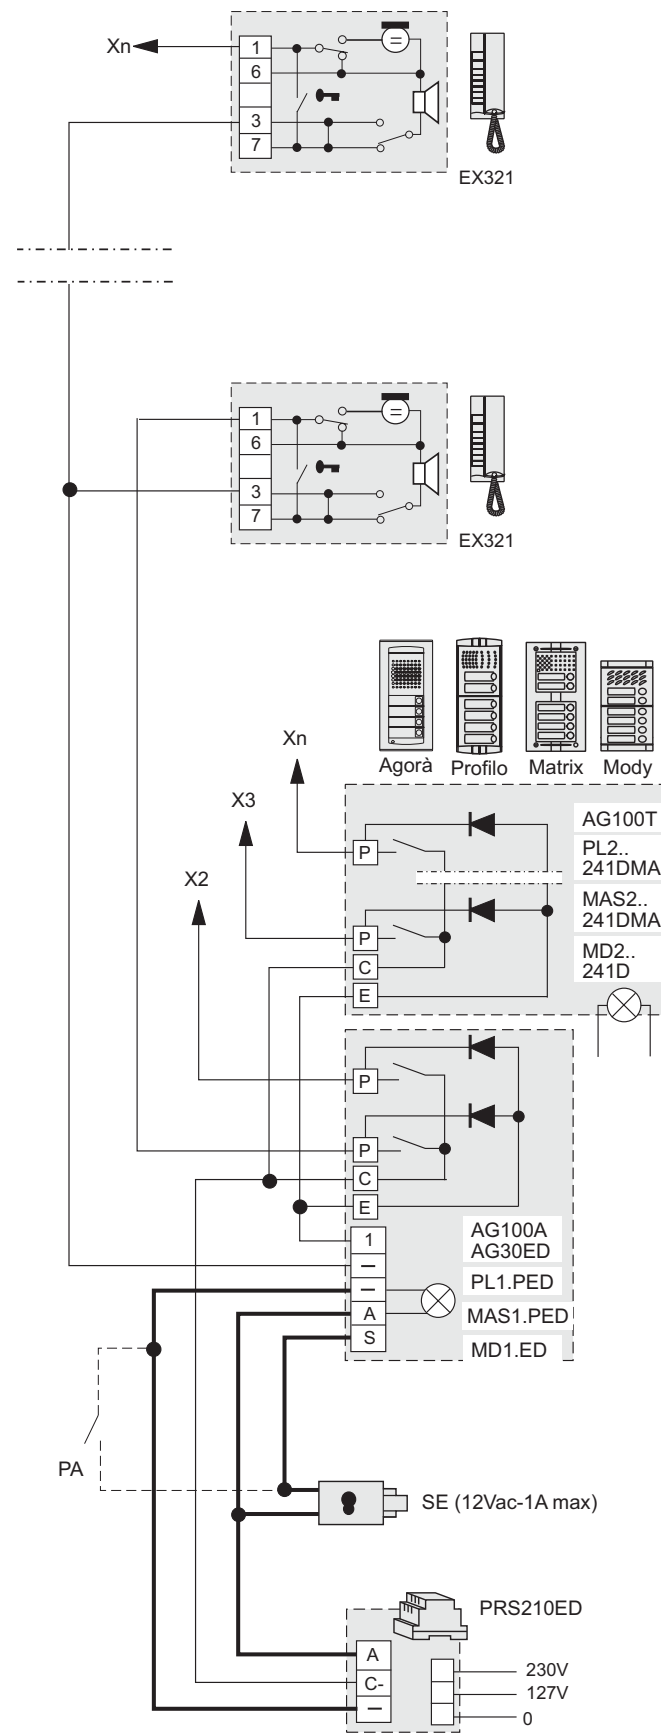 Xn
1
6
3
7
EX321
1
6
3
7
EX321
Agorà Profilo Matrix Mody
Xn
X3
X2
P
P
C
E
AG100T
PL2..
241DMA
MAS2..
241DMA
MD2..
241D
P
P
C
E
1
–
–
A
S
AG100A
AG30ED
PL1.PED
MAS1.PED
MD1.ED
PA
SE (12Vac-1A max)
PRS210ED
A
C-
–
230V
127V
0